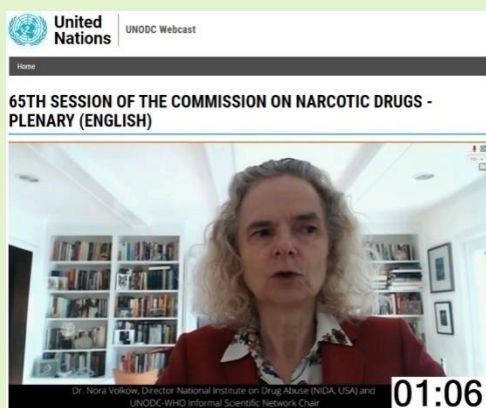 United
Nations
UNODC Webcast
Home
65TH SESSION OF THE COMMISSION ON NARCOTIC DRUGS -
PLENARY (ENGLISH)
Dr. Nora Volkow, Director National Institute on Drug Abuse (NIDA, USA) and
UNODC-WHO Informal Scientific Network Chair
01:06